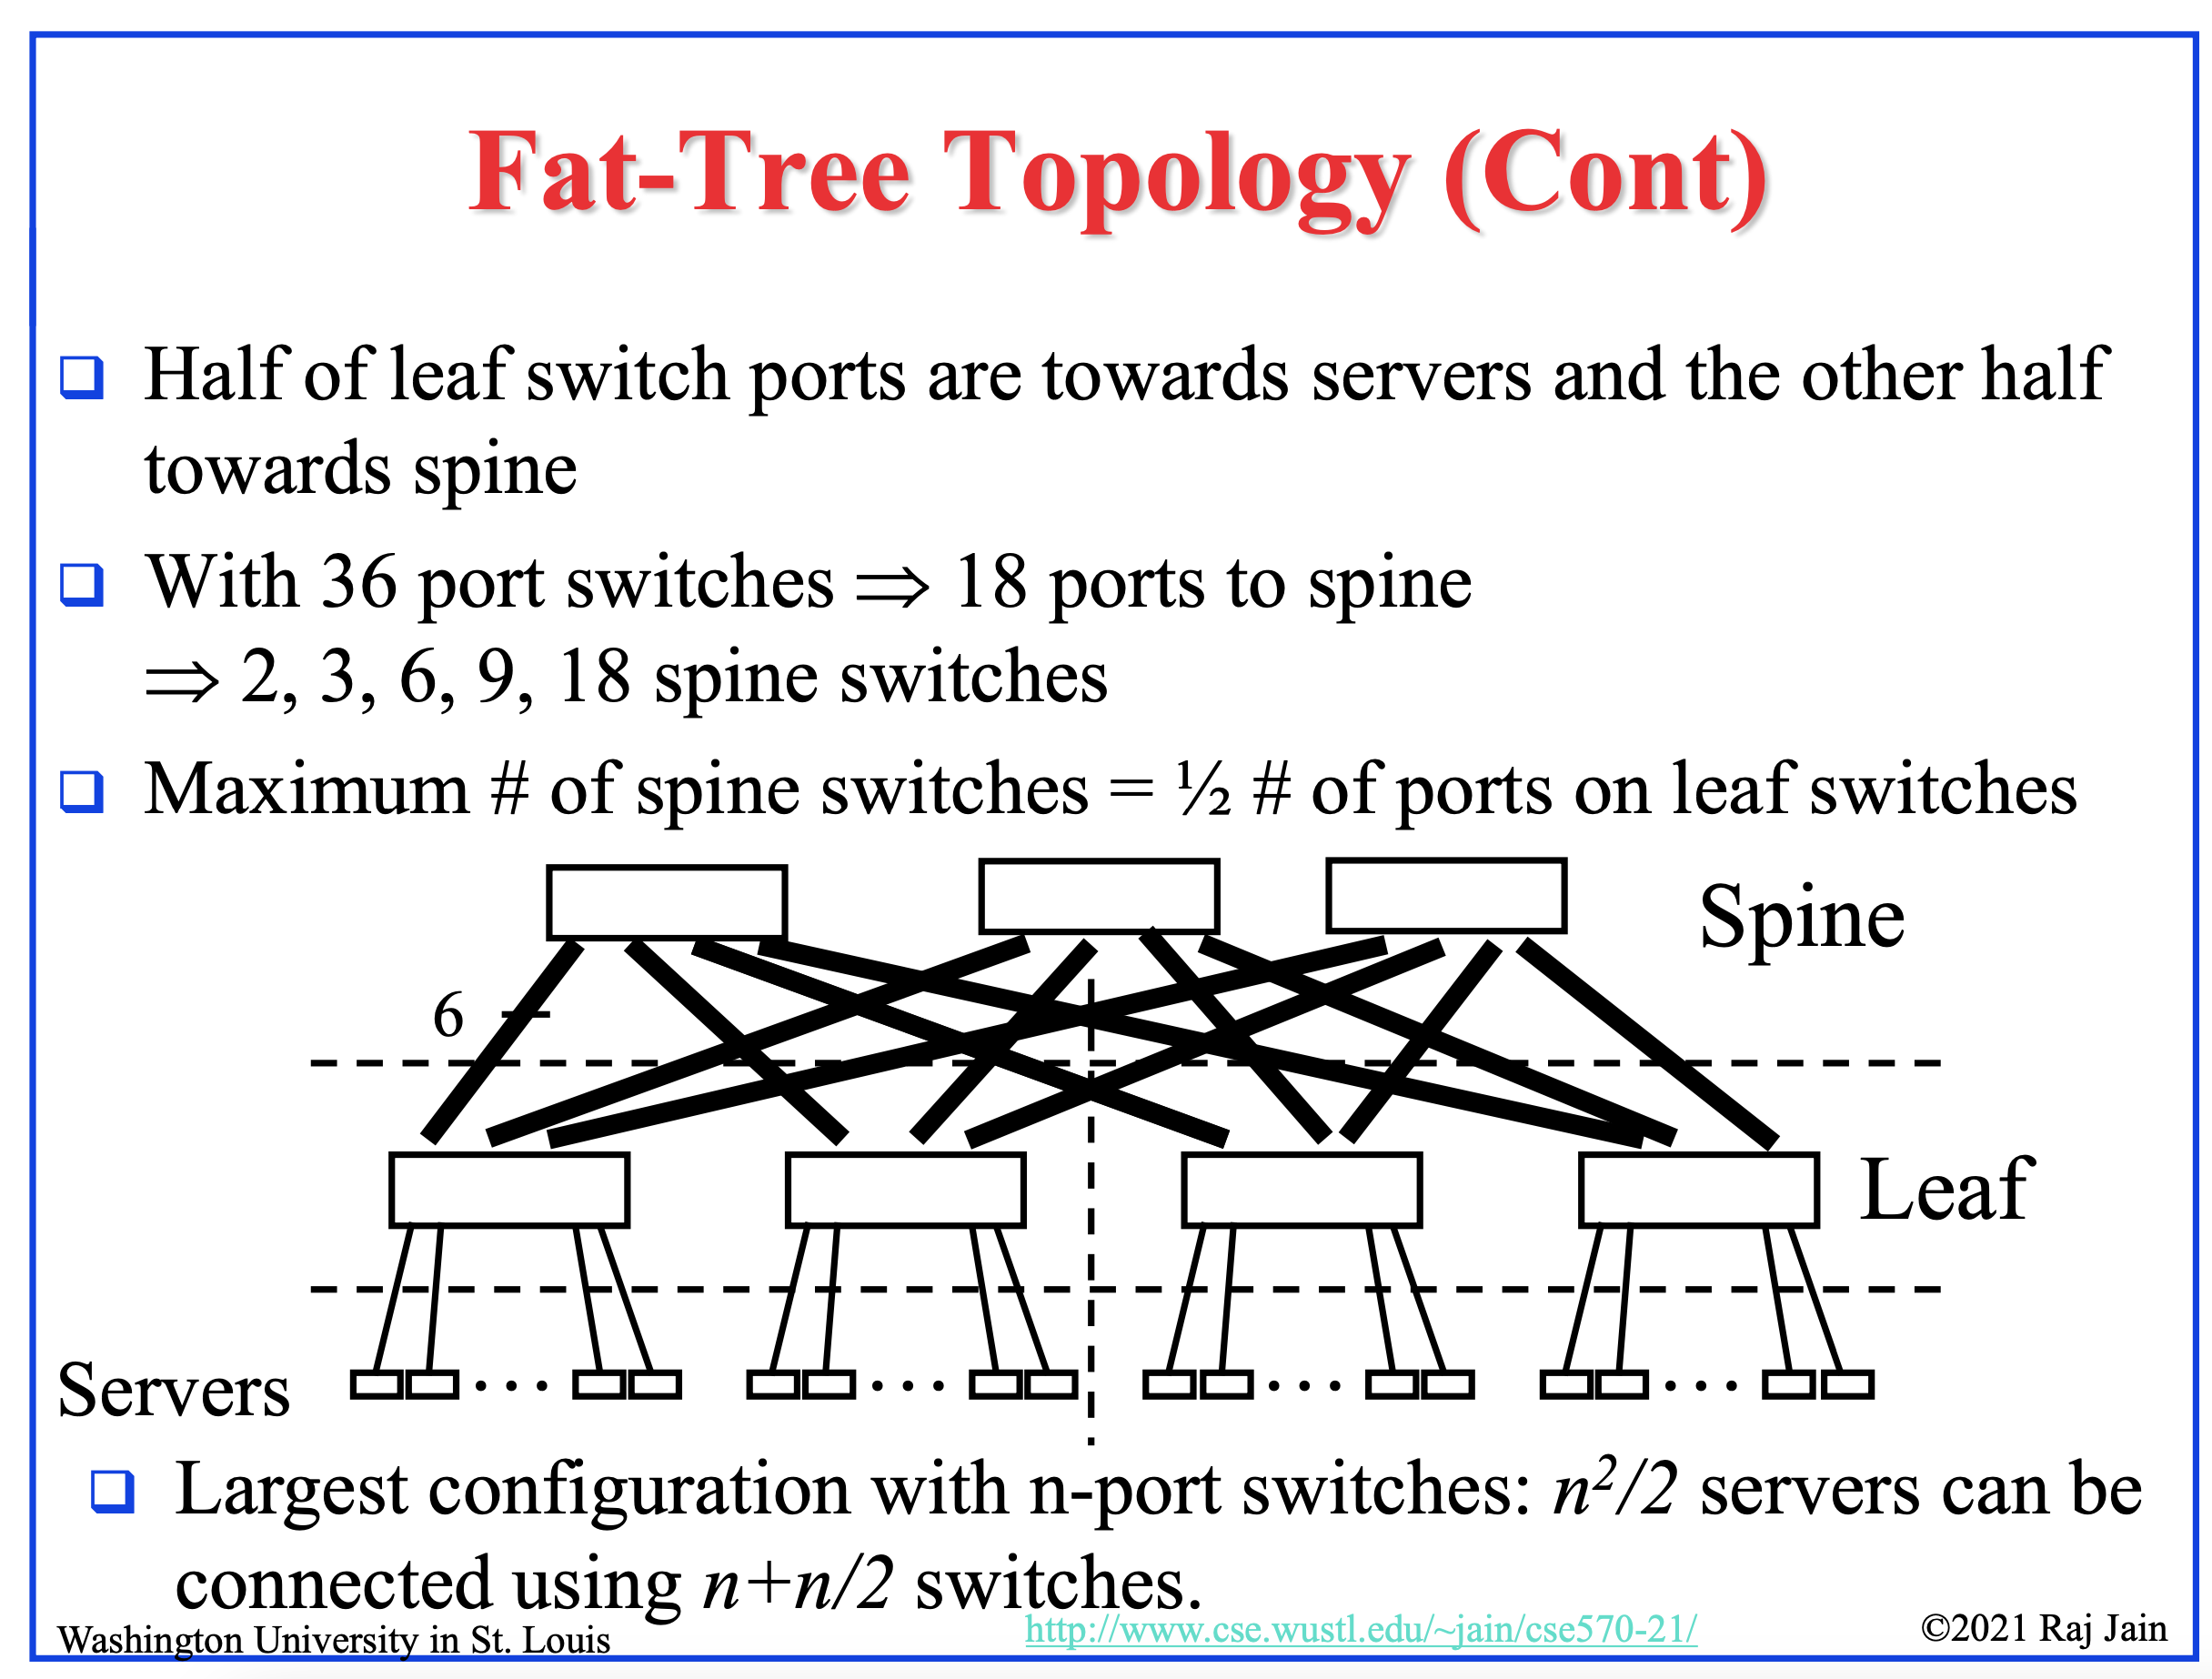 Fat-Tree Topology (Cont)
Half of leaf switch ports are towards servers and the other half
towards spine
With 36 port switches ⇒ 18 ports to spine
⇒ 2, 3, 6, 9, 18 spine switches
Maximum # of spine switches = ½ # of ports on leaf switches
Spine
6
Leaf
Servers
Largest configuration with n-port switches: n²/2 servers can be
connected using n+n/2 switches.
Washington University in St. Louis
http://www.cse.wustl.edu/~jain/cse570-21/
©2021 Raj Jain